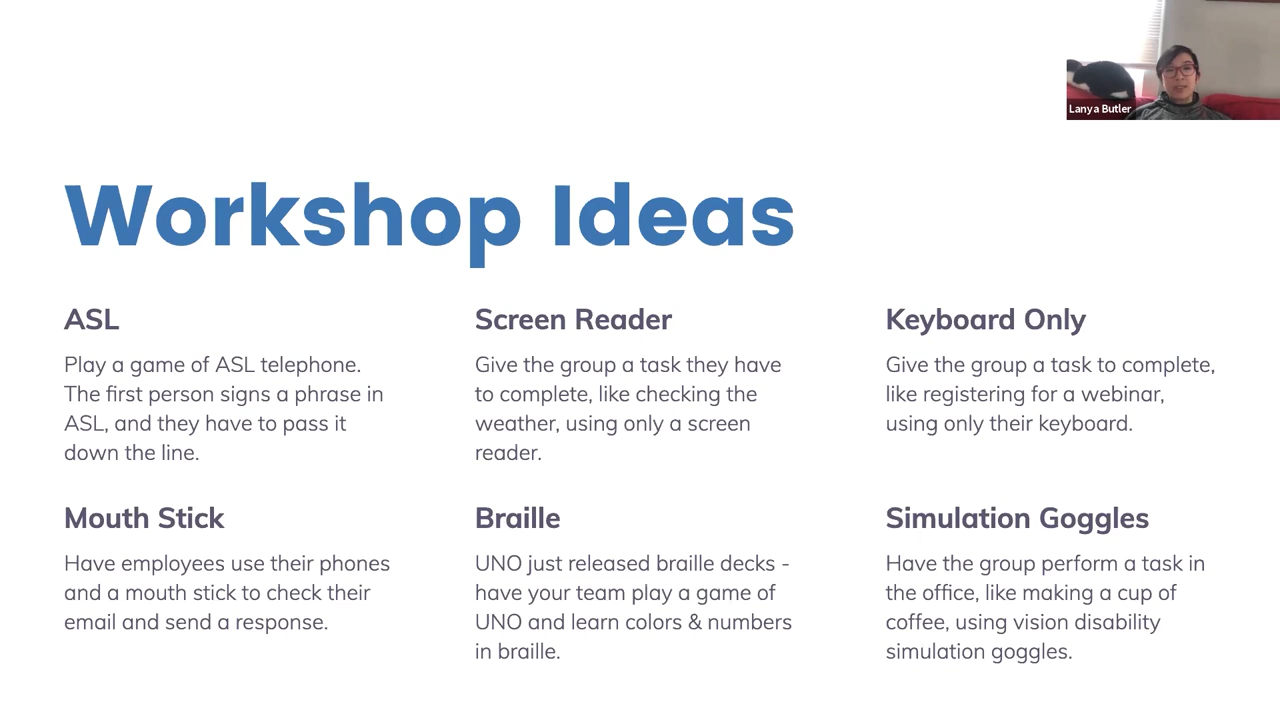 Lanya Butler
Workshop Ideas
ASL
Play a game of ASL telephone.
The first person signs a phrase in
ASL, and they have to pass it
down the line.
Screen Reader
Give the group a task they have
to complete, like checking the
weather, using only a screen
reader.
Keyboard Only
Give the group a task to complete,
like registering for a webinar,
using only their keyboard.
Mouth Stick
Have employees use their phones
and a mouth stick to check their
email and send a response.
Braille
UNO just released braille decks -
have your team play a game of
UNO and learn colors & numbers
in braille.
Simulation Goggles
Have the group perform a task in
the office, like making a cup of
coffee, using vision disability
simulation goggles.